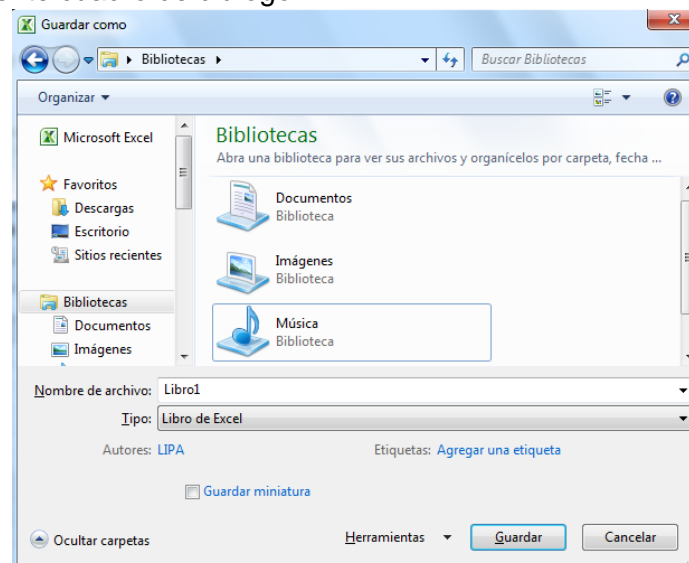 Guardar como
Bibliotecas
Buscar Bibliotecas
Organizar
Microsoft Excel
Favoritos
Descargas
Escritorio
Sitios recientes
Bibliotecas
Documentos
Imágenes
Bibliotecas
Abra una biblioteca para ver sus archivos y organícelos por carpeta, fecha ...
Documentos
Biblioteca
Imágenes
Biblioteca
Música
Biblioteca
Nombre de archivo: Libro1
Tipo: Libro de Excel
Autores: LIPA Etiquetas: Agregar una etiqueta
Guardar miniatura
Ocultar carpetas Herramientas Guardar Cancelar